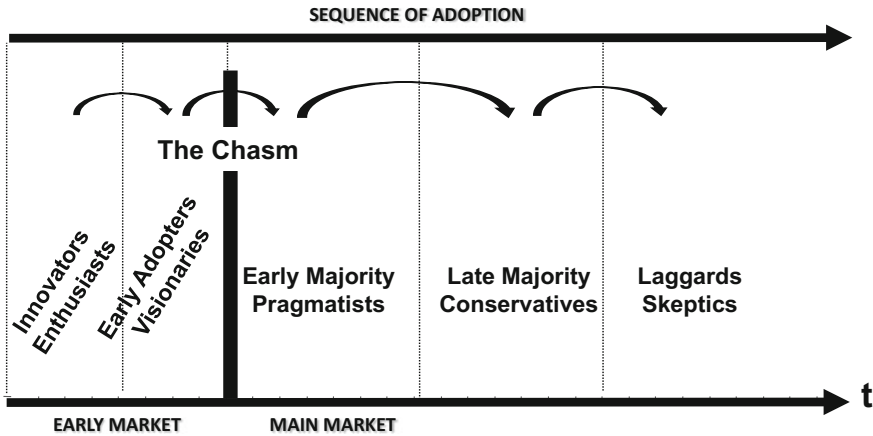 SEQUENCE OF ADOPTION
The Chasm
Innovators
Enthusiasts
Early Adopters
Visionaries
Early Majority
Pragmatists
Late Majority
Conservatives
Laggards
Skeptics
t
EARLY MARKET
MAIN MARKET